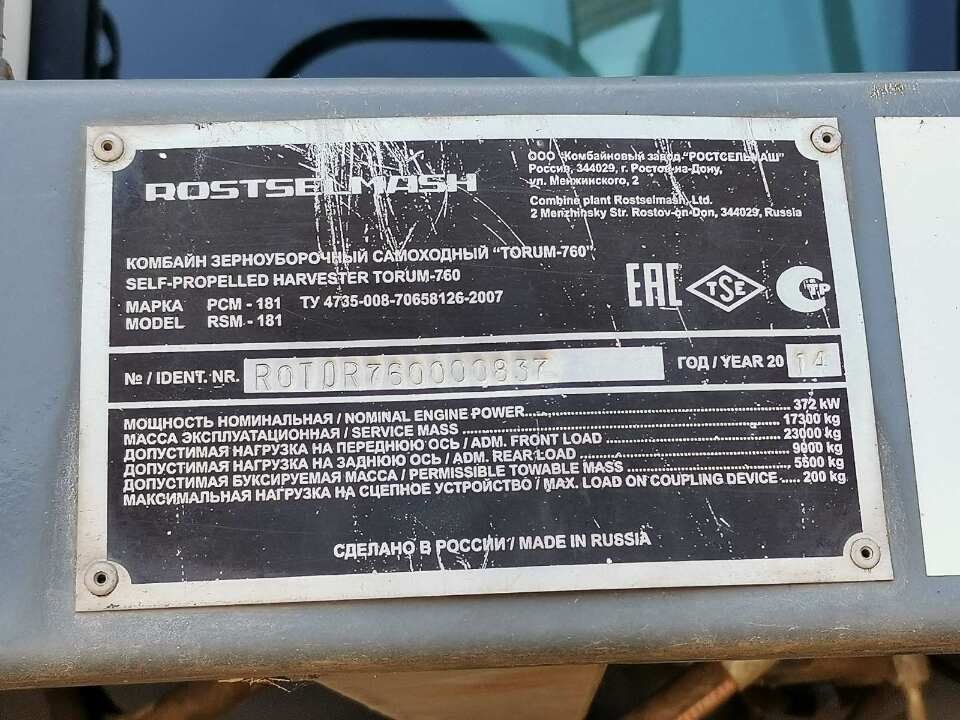 ROSTSELMASH
ООО "Комбайновый завод "РОСТСЕЛЬМАШ"
Россия, 344029, г. Ростов-на-Дону,
ул. Менжинского, 2
Combine plant Rostselmash, Ltd.
2 Menzhinsky Str. Rostov-on-Don, 344029, Russia
КОМБАЙН ЗЕРНОУБОРОЧНЫЙ САМОХОДНЫЙ "TORUM-760"
SELF-PROPELLED HARVESTER TORUM-760
МАРКА РСМ - 181 ТУ 4735-008-70658126-2007
MODEL RSM - 181
EAC TSE СТР
№ / IDENT. NR. R0T0R760000837 ГОД / YEAR 20 14
МОЩНОСТЬ НОМИНАЛЬНАЯ / NOMINAL ENGINE POWER 372 kW
МАССА ЭКСПЛУАТАЦИОННАЯ / SERVICE MASS 17300 kg
ДОПУСТИМАЯ НАГРУЗКА НА ПЕРЕДНЮЮ ОСЬ / ADM. FRONT LOAD 23000 kg
ДОПУСТИМАЯ НАГРУЗКА НА ЗАДНЮЮ ОСЬ / ADM. REAR LOAD 9000 kg
ДОПУСТИМАЯ БУКСИРУЕМАЯ МАССА / PERMISSIBLE TOWABLE MASS 5500 kg
МАКСИМАЛЬНАЯ НАГРУЗКА НА СЦЕПНОЕ УСТРОЙСТВО / MAX. LOAD ON COUPLING DEVICE 200 kg
СДЕЛАНО В РОССИИ / MADE IN RUSSIA